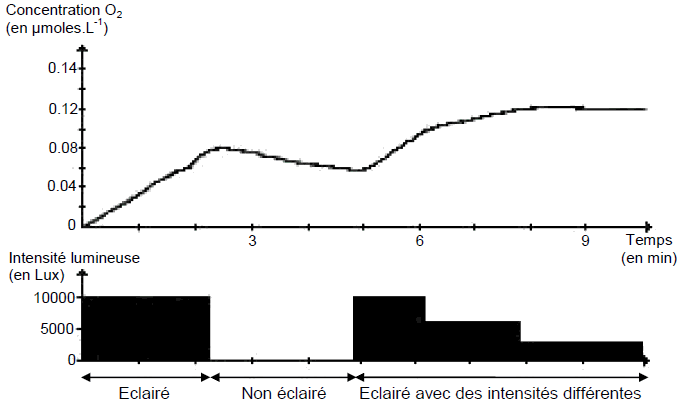 Concentration O₂
(en µmoles.L⁻¹)
0.14
0.12
0.08
0.04
0
3
6
9
Temps
(en min)
Intensité lumineuse
(en Lux)
10000
5000
0
Eclairé
Non éclairé
Eclairé avec des intensités différentes